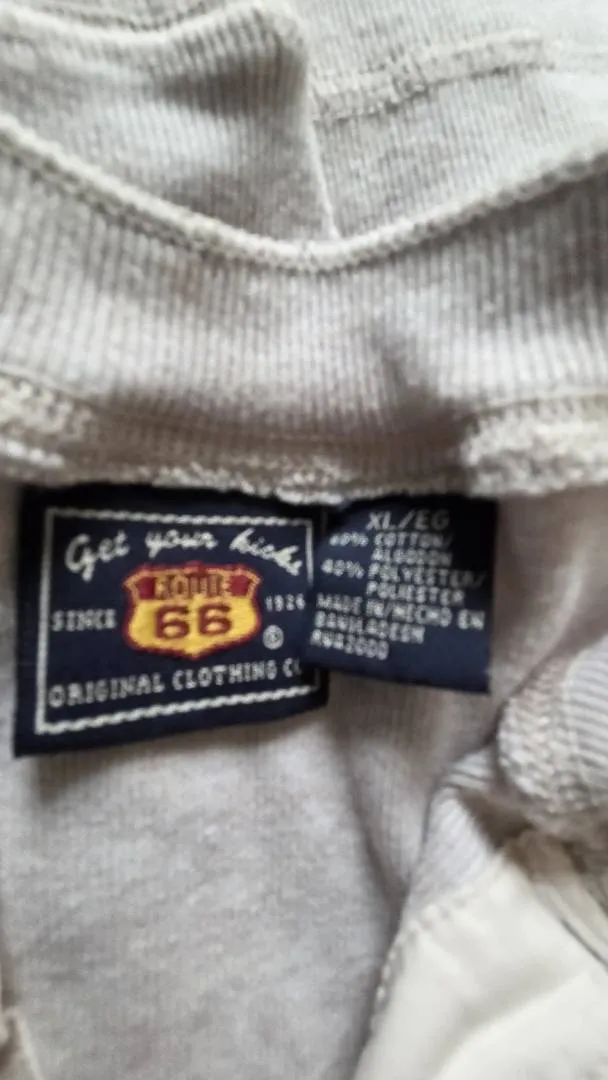 Get your kicks
ROUTE
66
SINCE 1926
®
ORIGINAL CLOTHING C
XL/EG
60% COTTON/
ALGODON
40% POLYESTER/
POLIESTER
MADE IN/HECHO EN
BANGLADESH